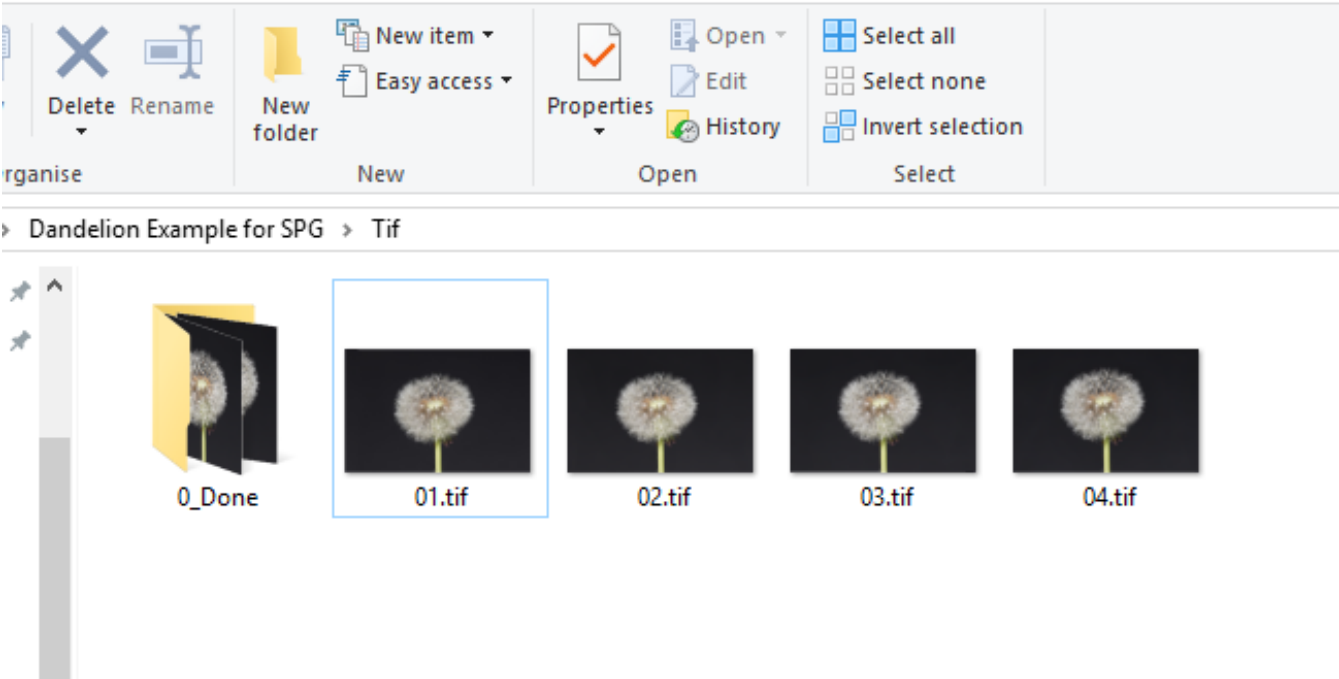 New item
Easy access
Delete
Rename
New
folder
Properties
Open
Edit
History
Select all
Select none
Invert selection
rganise
New
Open
Select
Dandelion Example for SPG > Tif
0_Done
01.tif
02.tif
03.tif
04.tif